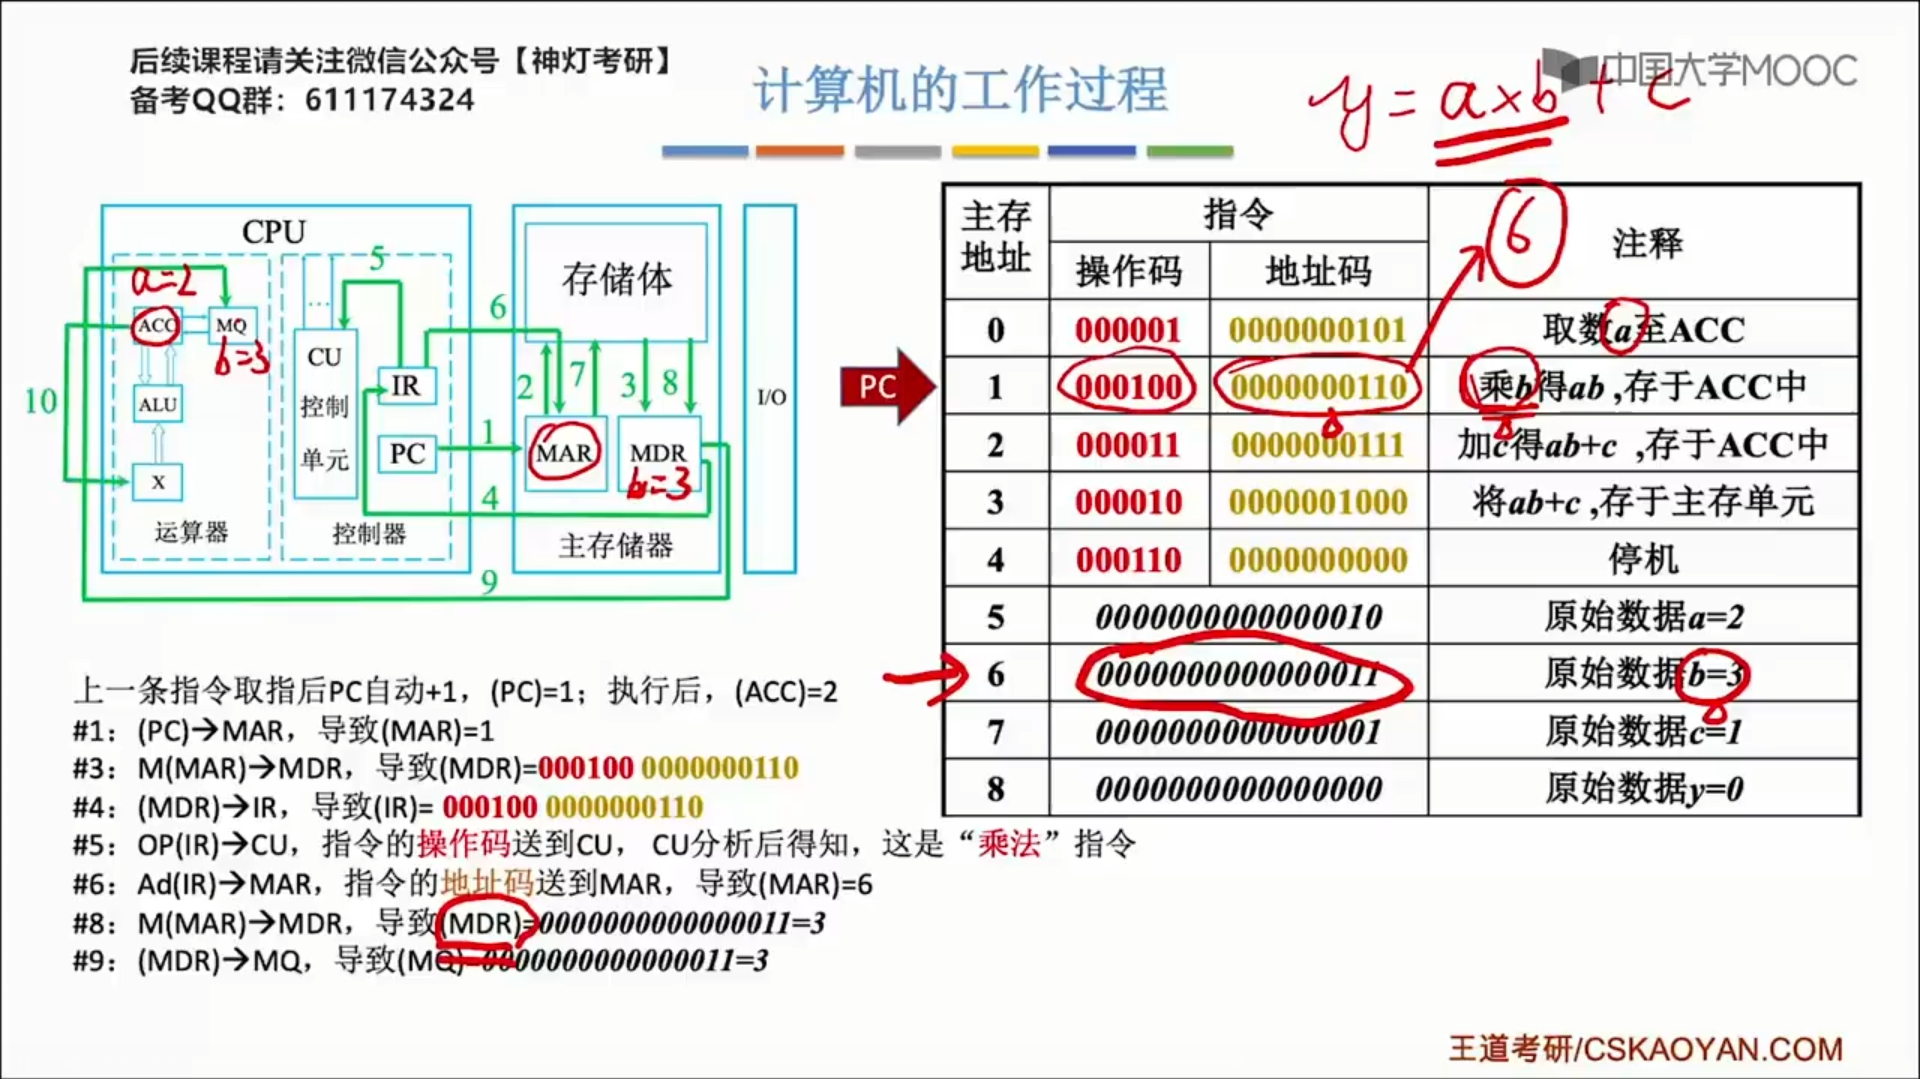 后续课程请关注微信公众号【神灯考研】
备考QQ群：611174324
计算机的工作过程
中国大学MOOC
y = a×b + c
CPU
a=2
ACC
MQ
b=3
ALU
X
运算器
...
CU
控制
单元
IR
PC
控制器
存储体
MAR
MDR
b=3
主存储器
I/O
1
2
3
4
5
6
7
8
9
10
PC
6
主存地址 指令 注释
操作码 地址码
0 000001 0000000101 取数a至ACC
1 000100 0000000110 乘b得ab ,存于ACC中
2 000011 0000000111 加c得ab+c ,存于ACC中
3 000010 0000001000 将ab+c ,存于主存单元
4 000110 0000000000 停机
5 0000000000000010 原始数据a=2
6 0000000000000011 原始数据b=3
7 0000000000000001 原始数据c=1
8 0000000000000000 原始数据y=0
上一条指令取指后PC自动+1，(PC)=1；执行后，(ACC)=2
#1：(PC)→MAR，导致(MAR)=1
#3：M(MAR)→MDR，导致(MDR)=000100 0000000110
#4：(MDR)→IR，导致(IR)= 000100 0000000110
#5：OP(IR)→CU，指令的操作码送到CU， CU分析后得知，这是“乘法”指令
#6：Ad(IR)→MAR，指令的地址码送到MAR，导致(MAR)=6
#8：M(MAR)→MDR，导致(MDR)=0000000000000011=3
#9：(MDR)→MQ，导致(MQ)=0000000000000011=3
王道考研/CSKAOYAN.COM